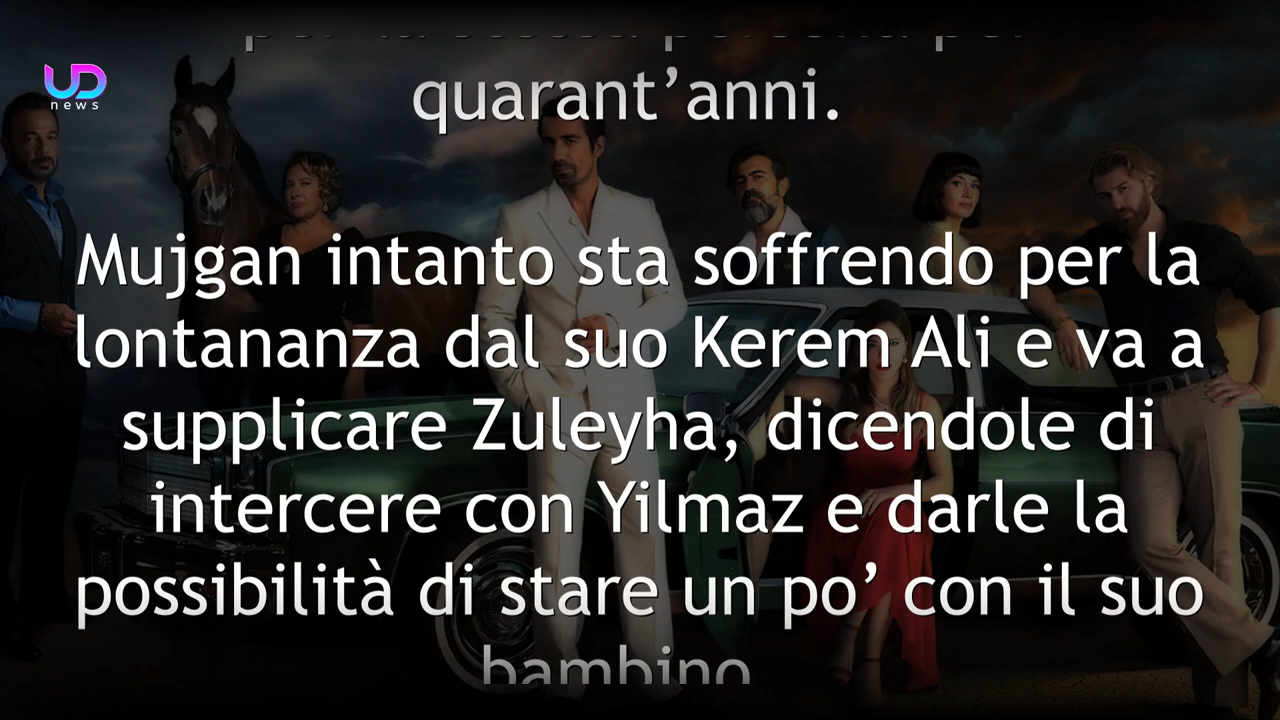 UD
news
quarant’anni.
Mujgan intanto sta soffrendo per la
lontananza dal suo Kerem Ali e va a
supplicare Zuleyha, dicendole di
intercere con Yilmaz e darle la
possibilità di stare un po’ con il suo
bambino